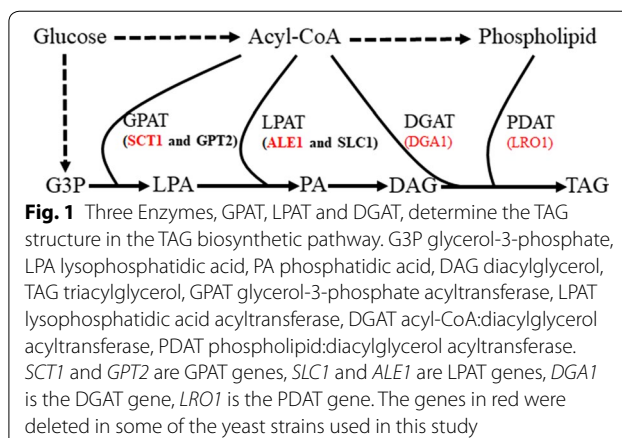 Glucose Acyl-CoA Phospholipid
GPAT LPAT DGAT PDAT
(SCT1 and GPT2) (ALE1 and SLC1) (DGA1) (LRO1)
G3P LPA PA DAG TAG
Fig. 1 Three Enzymes, GPAT, LPAT and DGAT, determine the TAG
structure in the TAG biosynthetic pathway. G3P glycerol-3-phosphate,
LPA lysophosphatidic acid, PA phosphatidic acid, DAG diacylglycerol,
TAG triacylglycerol, GPAT glycerol-3-phosphate acyltransferase, LPAT
lysophosphatidic acid acyltransferase, DGAT acyl-CoA:diacylglycerol
acyltransferase, PDAT phospholipid:diacylglycerol acyltransferase.
SCT1 and GPT2 are GPAT genes, SLC1 and ALE1 are LPAT genes, DGA1
is the DGAT gene, LRO1 is the PDAT gene. The genes in red were
deleted in some of the yeast strains used in this study